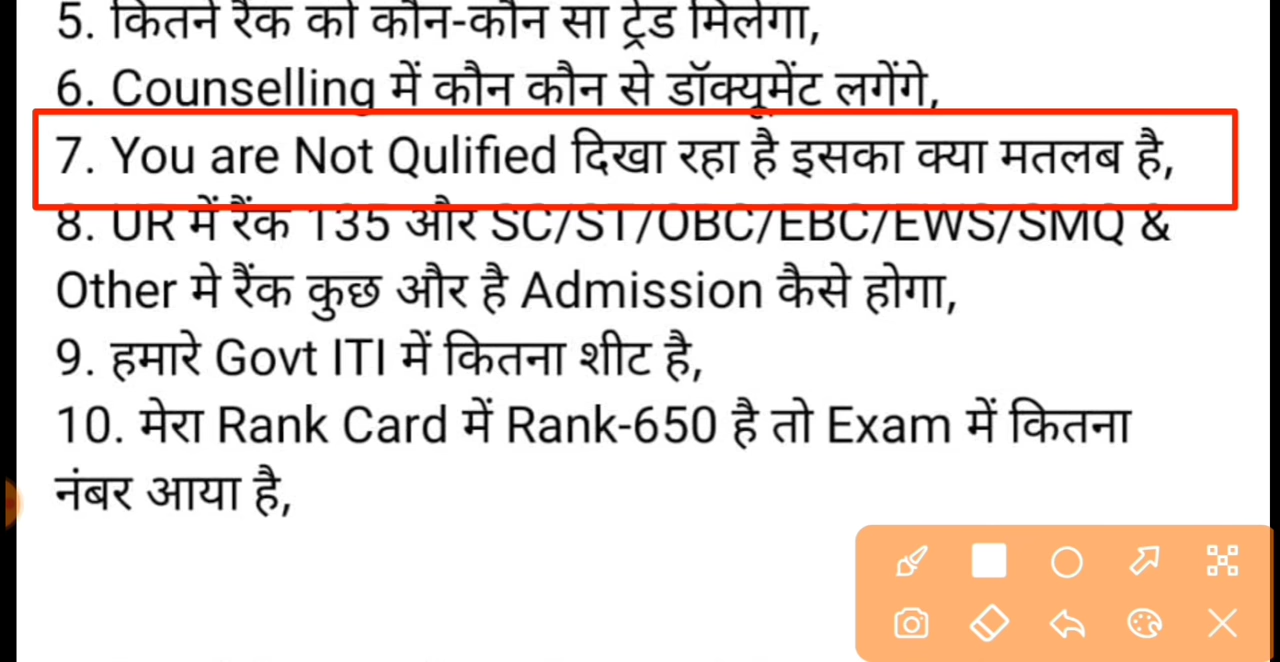 5. कितने रैंक को कौन-कौन सा ट्रेड मिलेगा,
6. Counselling में कौन कौन से डॉक्यूमेंट लगेंगे,
7. You are Not Qulified दिखा रहा है इसका क्या मतलब है,
8. UR में रैंक 135 और SC/ST/OBC/EBC/EWS/SMQ &
Other मे रैंक कुछ और है Admission कैसे होगा,
9. हमारे Govt ITI में कितना शीट है,
10. मेरा Rank Card में Rank-650 है तो Exam में कितना
नंबर आया है,